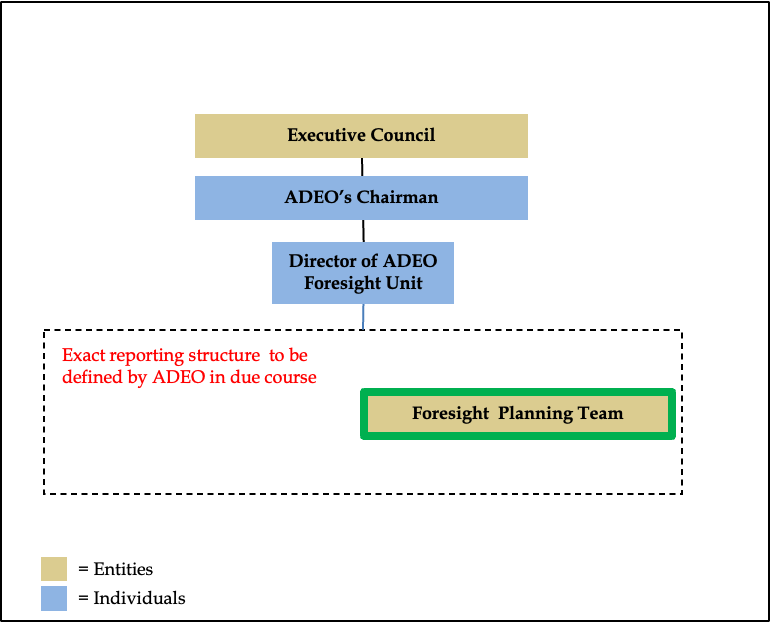 Executive Council
ADEO’s Chairman
Director of ADEO
Foresight Unit
Exact reporting structure  to be
defined by ADEO in due course
Foresight  Planning Team
= Entities
= Individuals